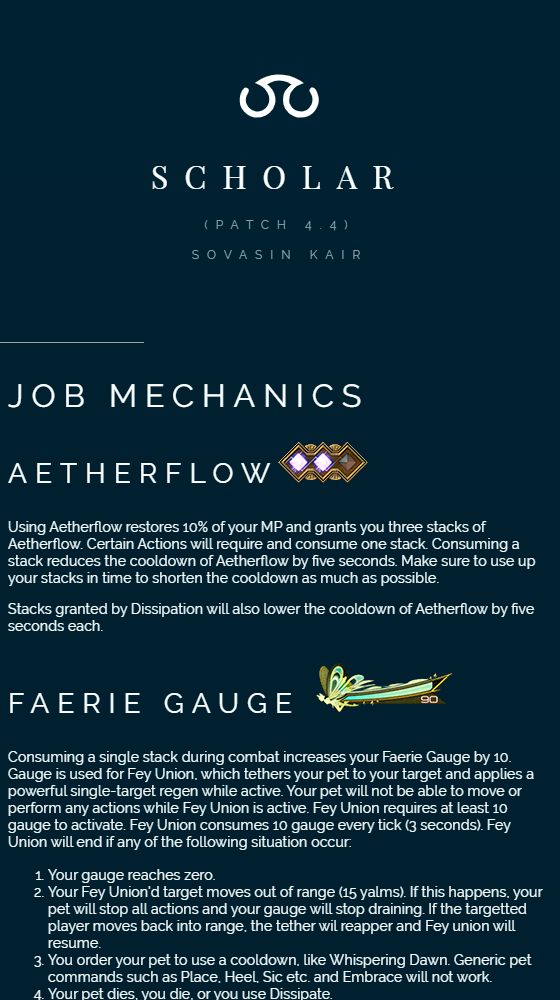 SCHOLAR
(PATCH 4.4)
SOVASIN KAIR
JOB MECHANICS
AETHERFLOW
Using Aetherflow restores 10% of your MP and grants you three stacks of
Aetherflow. Certain Actions will require and consume one stack. Consuming a
stack reduces the cooldown of Aetherflow by five seconds. Make sure to use up
your stacks in time to shorten the cooldown as much as possible.
Stacks granted by Dissipation will also lower the cooldown of Aetherflow by five
seconds each.
FAERIE GAUGE
90
Consuming a single stack during combat increases your Faerie Gauge by 10.
Gauge is used for Fey Union, which tethers your pet to your target and applies a
powerful single-target regen while active. Your pet will not be able to move or
perform any actions while Fey Union is active. Fey Union requires at least 10
gauge to activate. Fey Union consumes 10 gauge every tick (3 seconds). Fey
Union will end if any of the following situation occur:
1. Your gauge reaches zero.
2. Your Fey Union'd target moves out of range (15 yalms). If this happens, your
pet will stop all actions and your gauge will stop draining. If the targetted
player moves back into range, the tether wil reapper and Fey union will
resume.
3. You order your pet to use a cooldown, like Whispering Dawn. Generic pet
commands such as Place, Heel, Sic etc. and Embrace will not work.
4. Your pet dies, you die, or you use Dissipate.